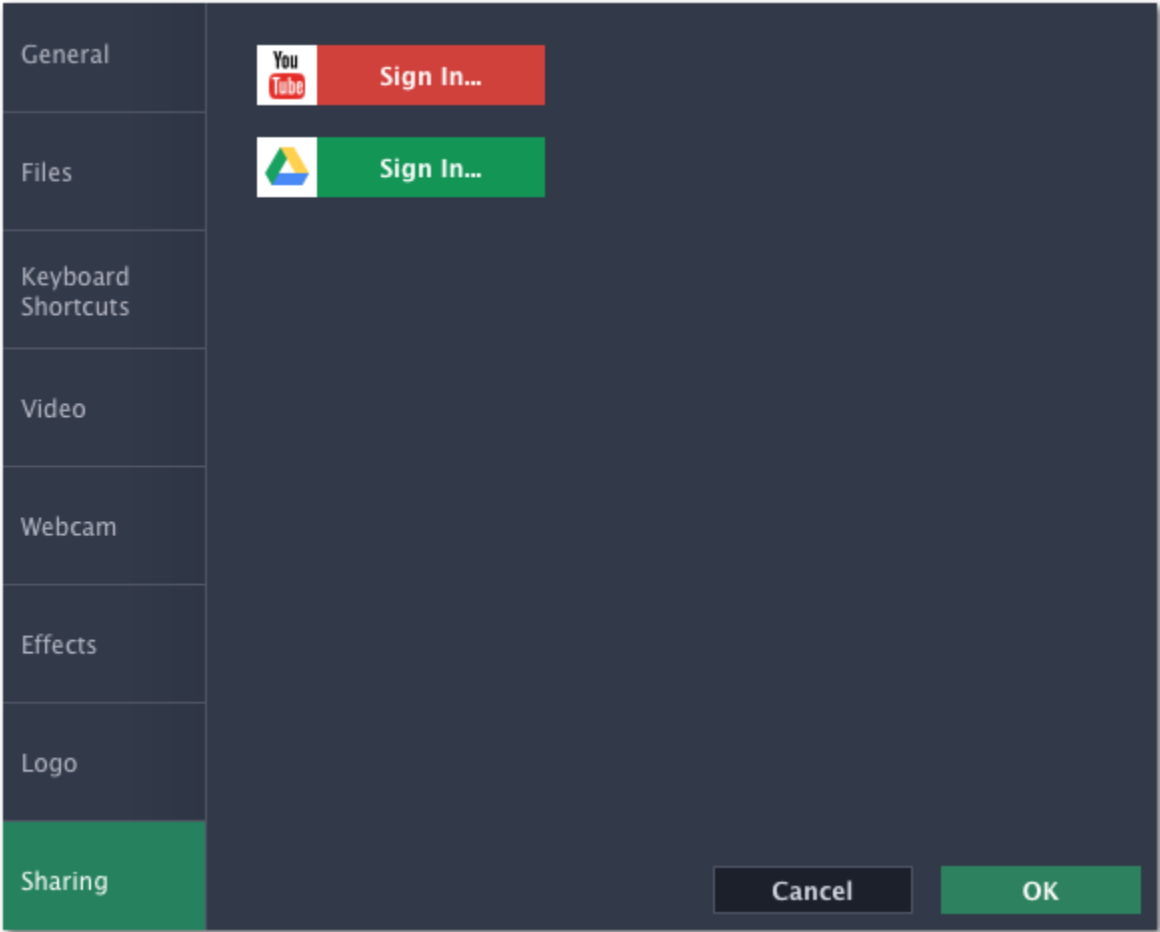 General
Files
Keyboard
Shortcuts
Video
Webcam
Effects
Logo
Sharing
You
Tube
Sign In...
Sign In...
Cancel
OK